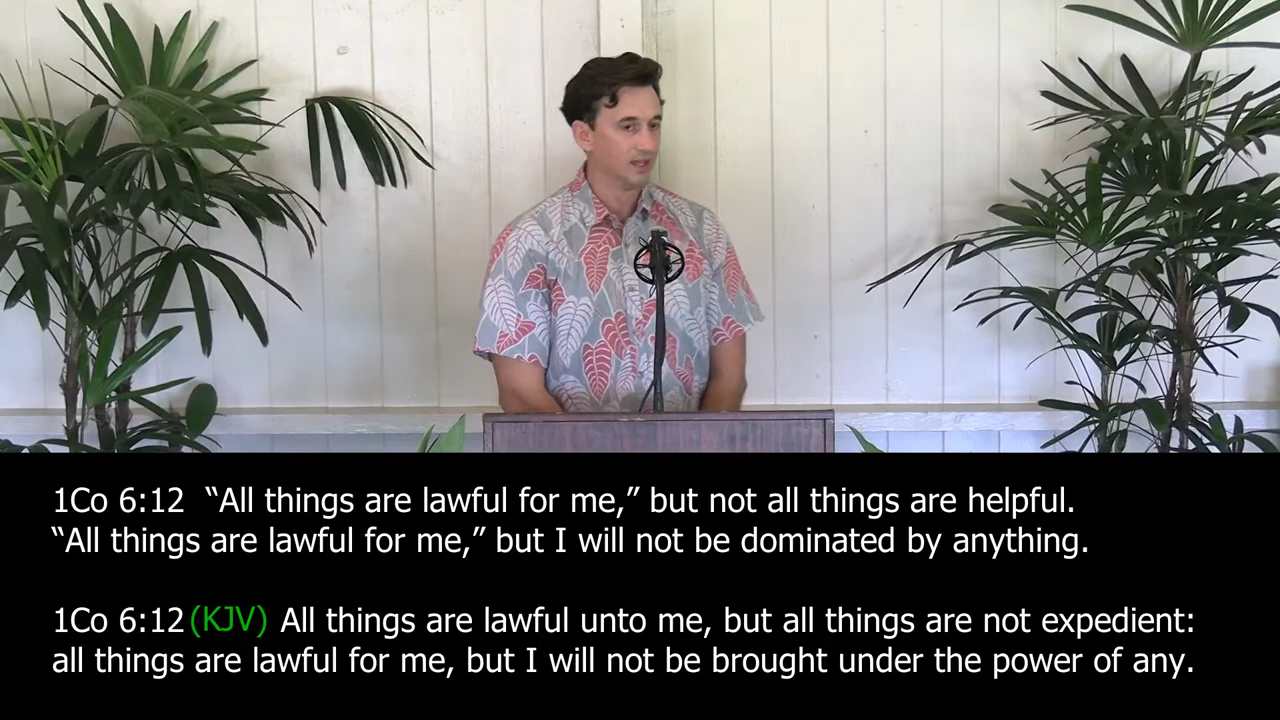 1Co 6:12 “All things are lawful for me,” but not all things are helpful.
“All things are lawful for me,” but I will not be dominated by anything.
1Co 6:12 (KJV) All things are lawful unto me, but all things are not expedient:
all things are lawful for me, but I will not be brought under the power of any.